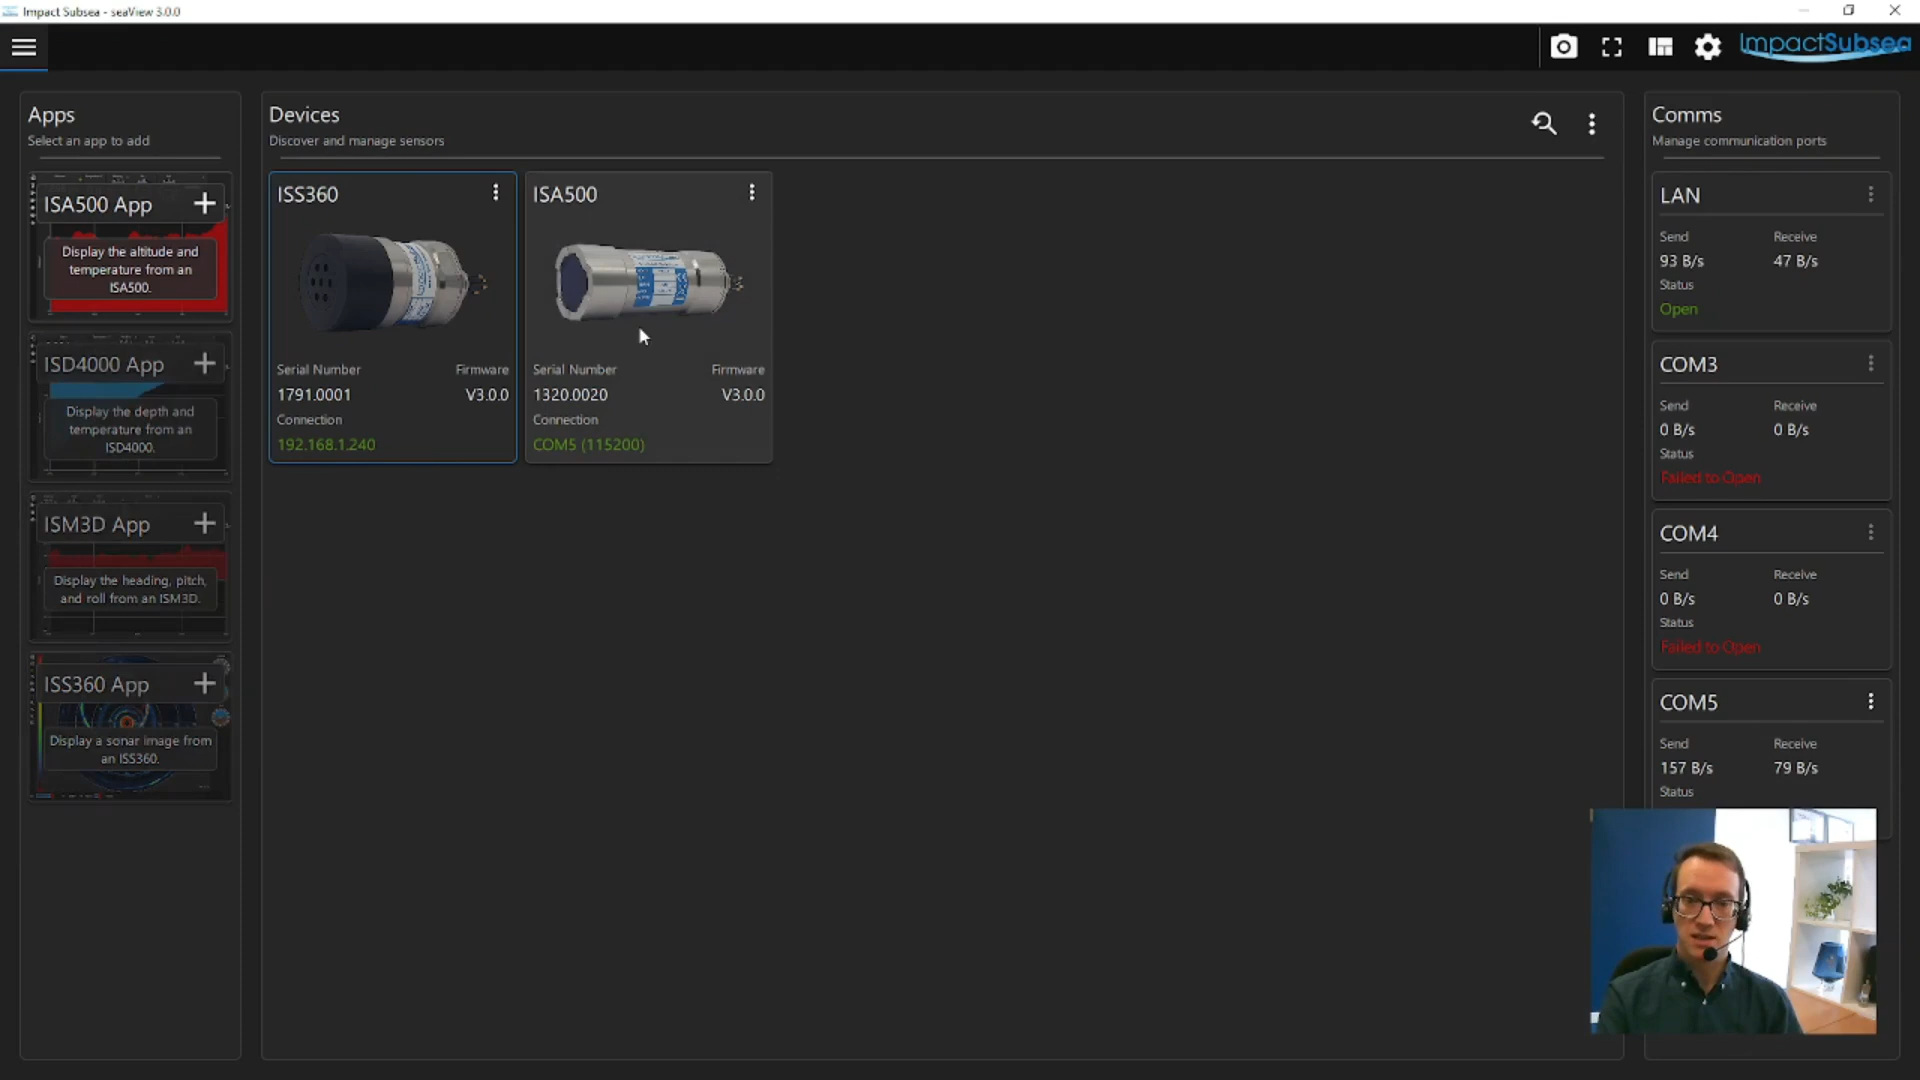 Impact Subsea - seaView 3.0.0
ImpactSubsea
Apps
Select an app to add
ISA500 App
Display the altitude and
temperature from an
ISA500.
ISD4000 App
Display the depth and
temperature from an
ISD4000.
ISM3D App
Display the heading, pitch,
and roll from an ISM3D.
ISS360 App
Display a sonar image from
an ISS360.
Devices
Discover and manage sensors
ISS360
Serial Number Firmware
1791.0001 V3.0.0
Connection
192.168.1.240
ISA500
Serial Number Firmware
1320.0020 V3.0.0
Connection
COM5 (115200)
Comms
Manage communication ports
LAN
Send Receive
93 B/s 47 B/s
Status
Open
COM3
Send Receive
0 B/s 0 B/s
Status
Failed to Open
COM4
Send Receive
0 B/s 0 B/s
Status
Failed to Open
COM5
Send Receive
157 B/s 79 B/s
Status